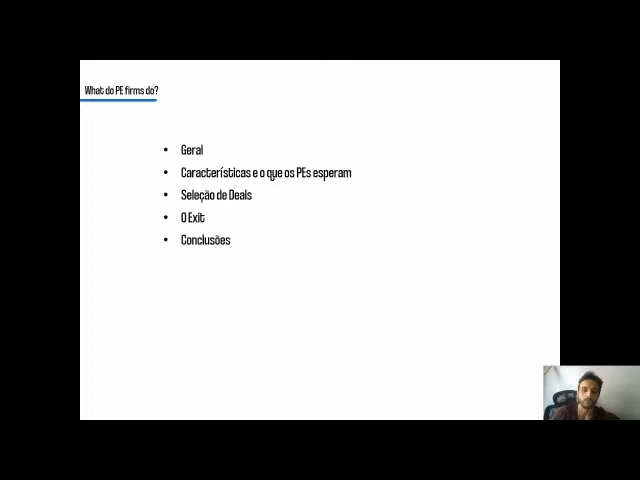 What do PE firms do?
• Geral
• Características e o que os PEs esperam
• Seleção de Deals
• O Exit
• Conclusões